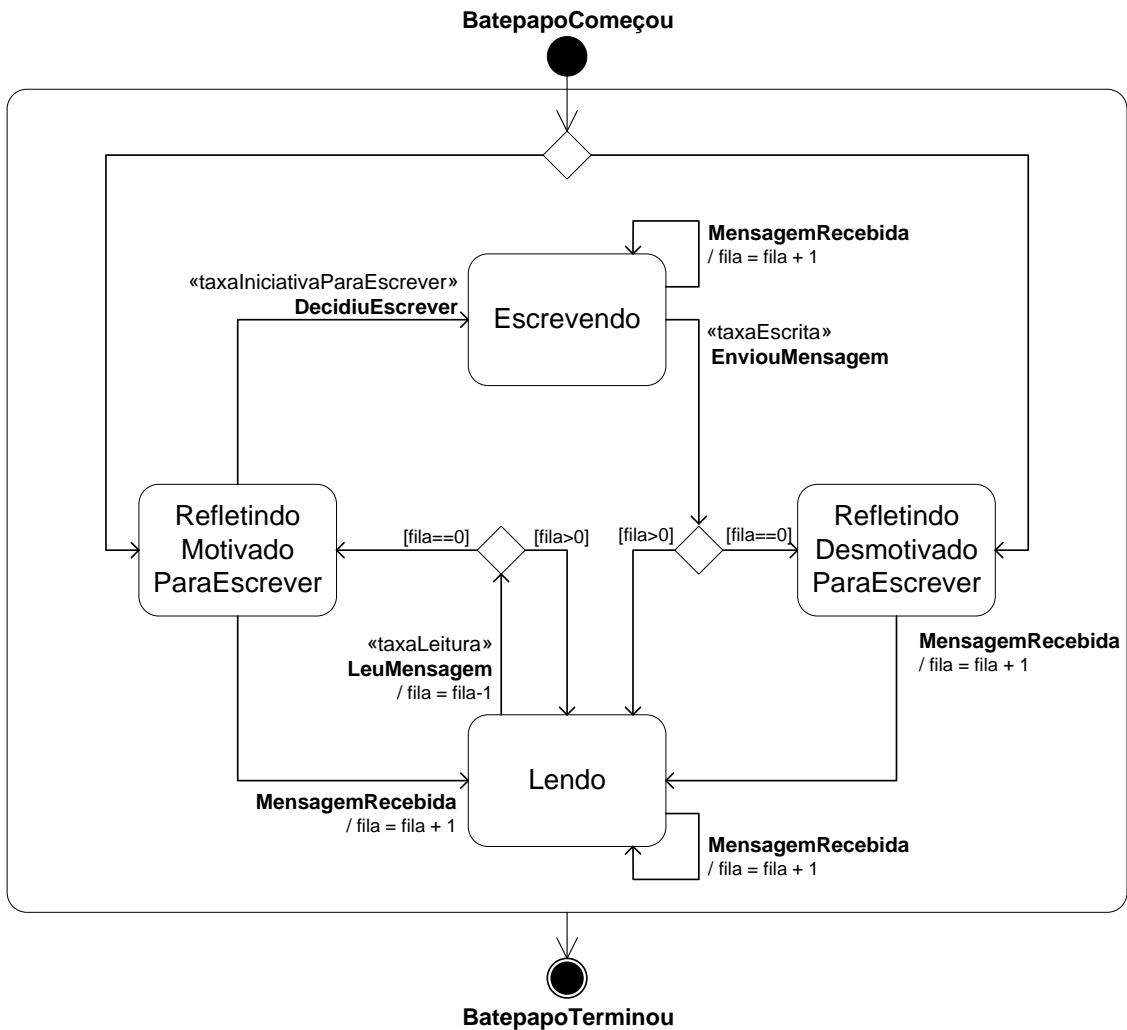 BatepapoComeçou
MensagemRecebida
/ fila = fila + 1
«taxaIniciativaParaEscrever»
DecidiuEscrever
Escrevendo
«taxaEscrita»
EnviouMensagem
Refletindo
Motivado
ParaEscrever
[fila==0]
[fila>0]
[fila>0]
[fila==0]
Refletindo
Desmotivado
ParaEscrever
«taxaLeitura»
LeuMensagem
/ fila = fila-1
MensagemRecebida
/ fila = fila + 1
Lendo
MensagemRecebida
/ fila = fila + 1
MensagemRecebida
/ fila = fila + 1
BatepapoTerminou